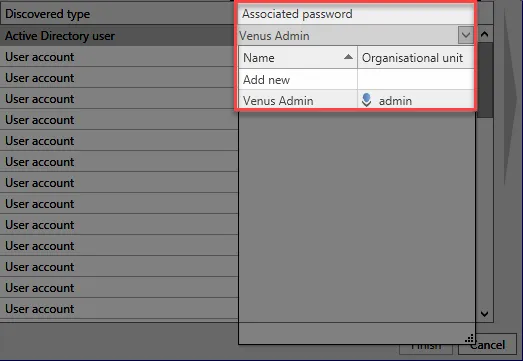 Discovered type Associated password
Active Directory user Venus Admin
User account Name Organisational unit
User account Add new
User account Venus Admin admin
User account
User account
User account
User account
User account
User account
User account
User account
User account
User account
Finish Cancel